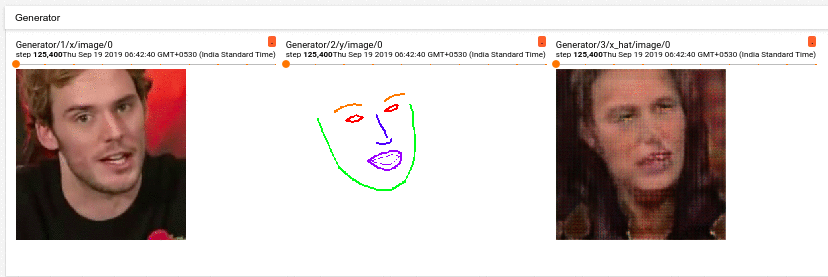 Generator
Generator/1/x/image/0
step 125,400Thu Sep 19 2019 06:42:40 GMT+0530 (India Standard Time)
Generator/2/y/image/0
step 125,400Thu Sep 19 2019 06:42:40 GMT+0530 (India Standard Time)
Generator/3/x_hat/image/0
step 125,400Thu Sep 19 2019 06:42:40 GMT+0530 (India Standard Time)